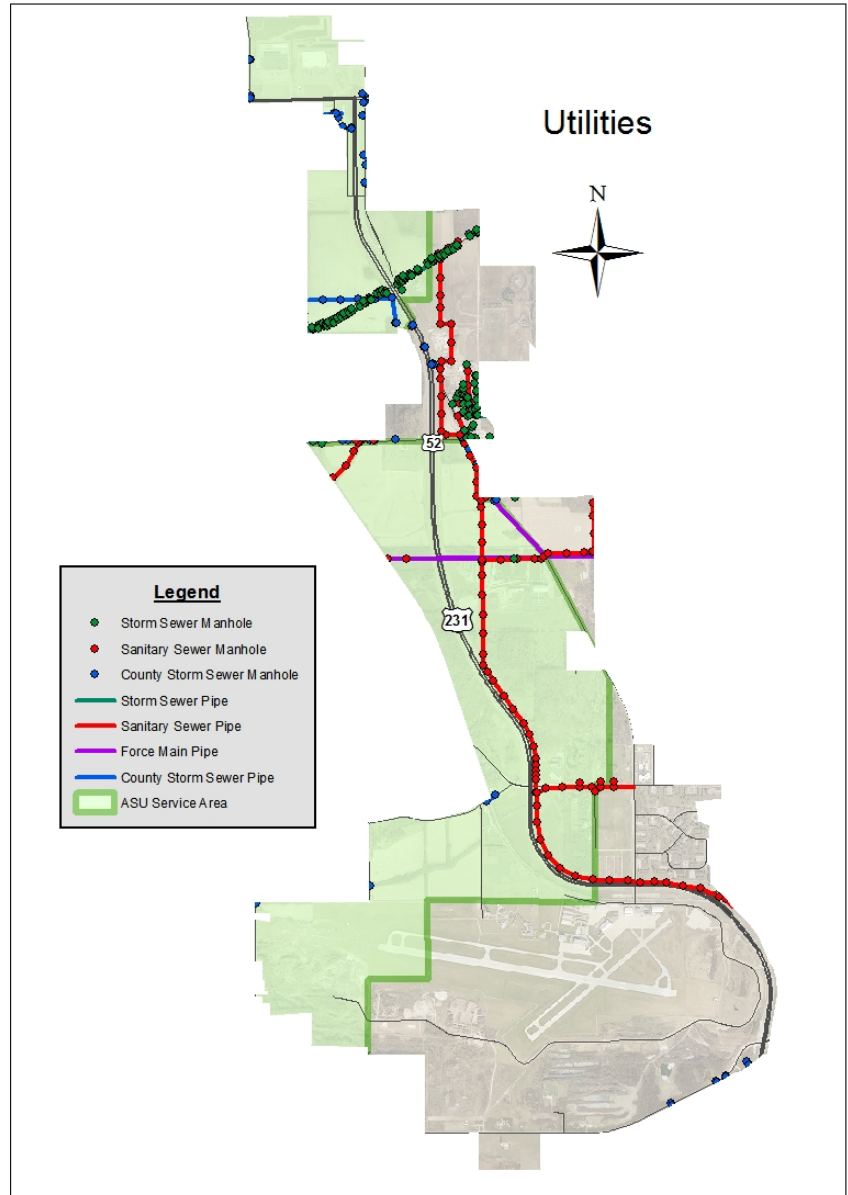 Utilities
N
52
231
Legend
Storm Sewer Manhole
Sanitary Sewer Manhole
County Storm Sewer Manhole
Storm Sewer Pipe
Sanitary Sewer Pipe
Force Main Pipe
County Storm Sewer Pipe
ASU Service Area